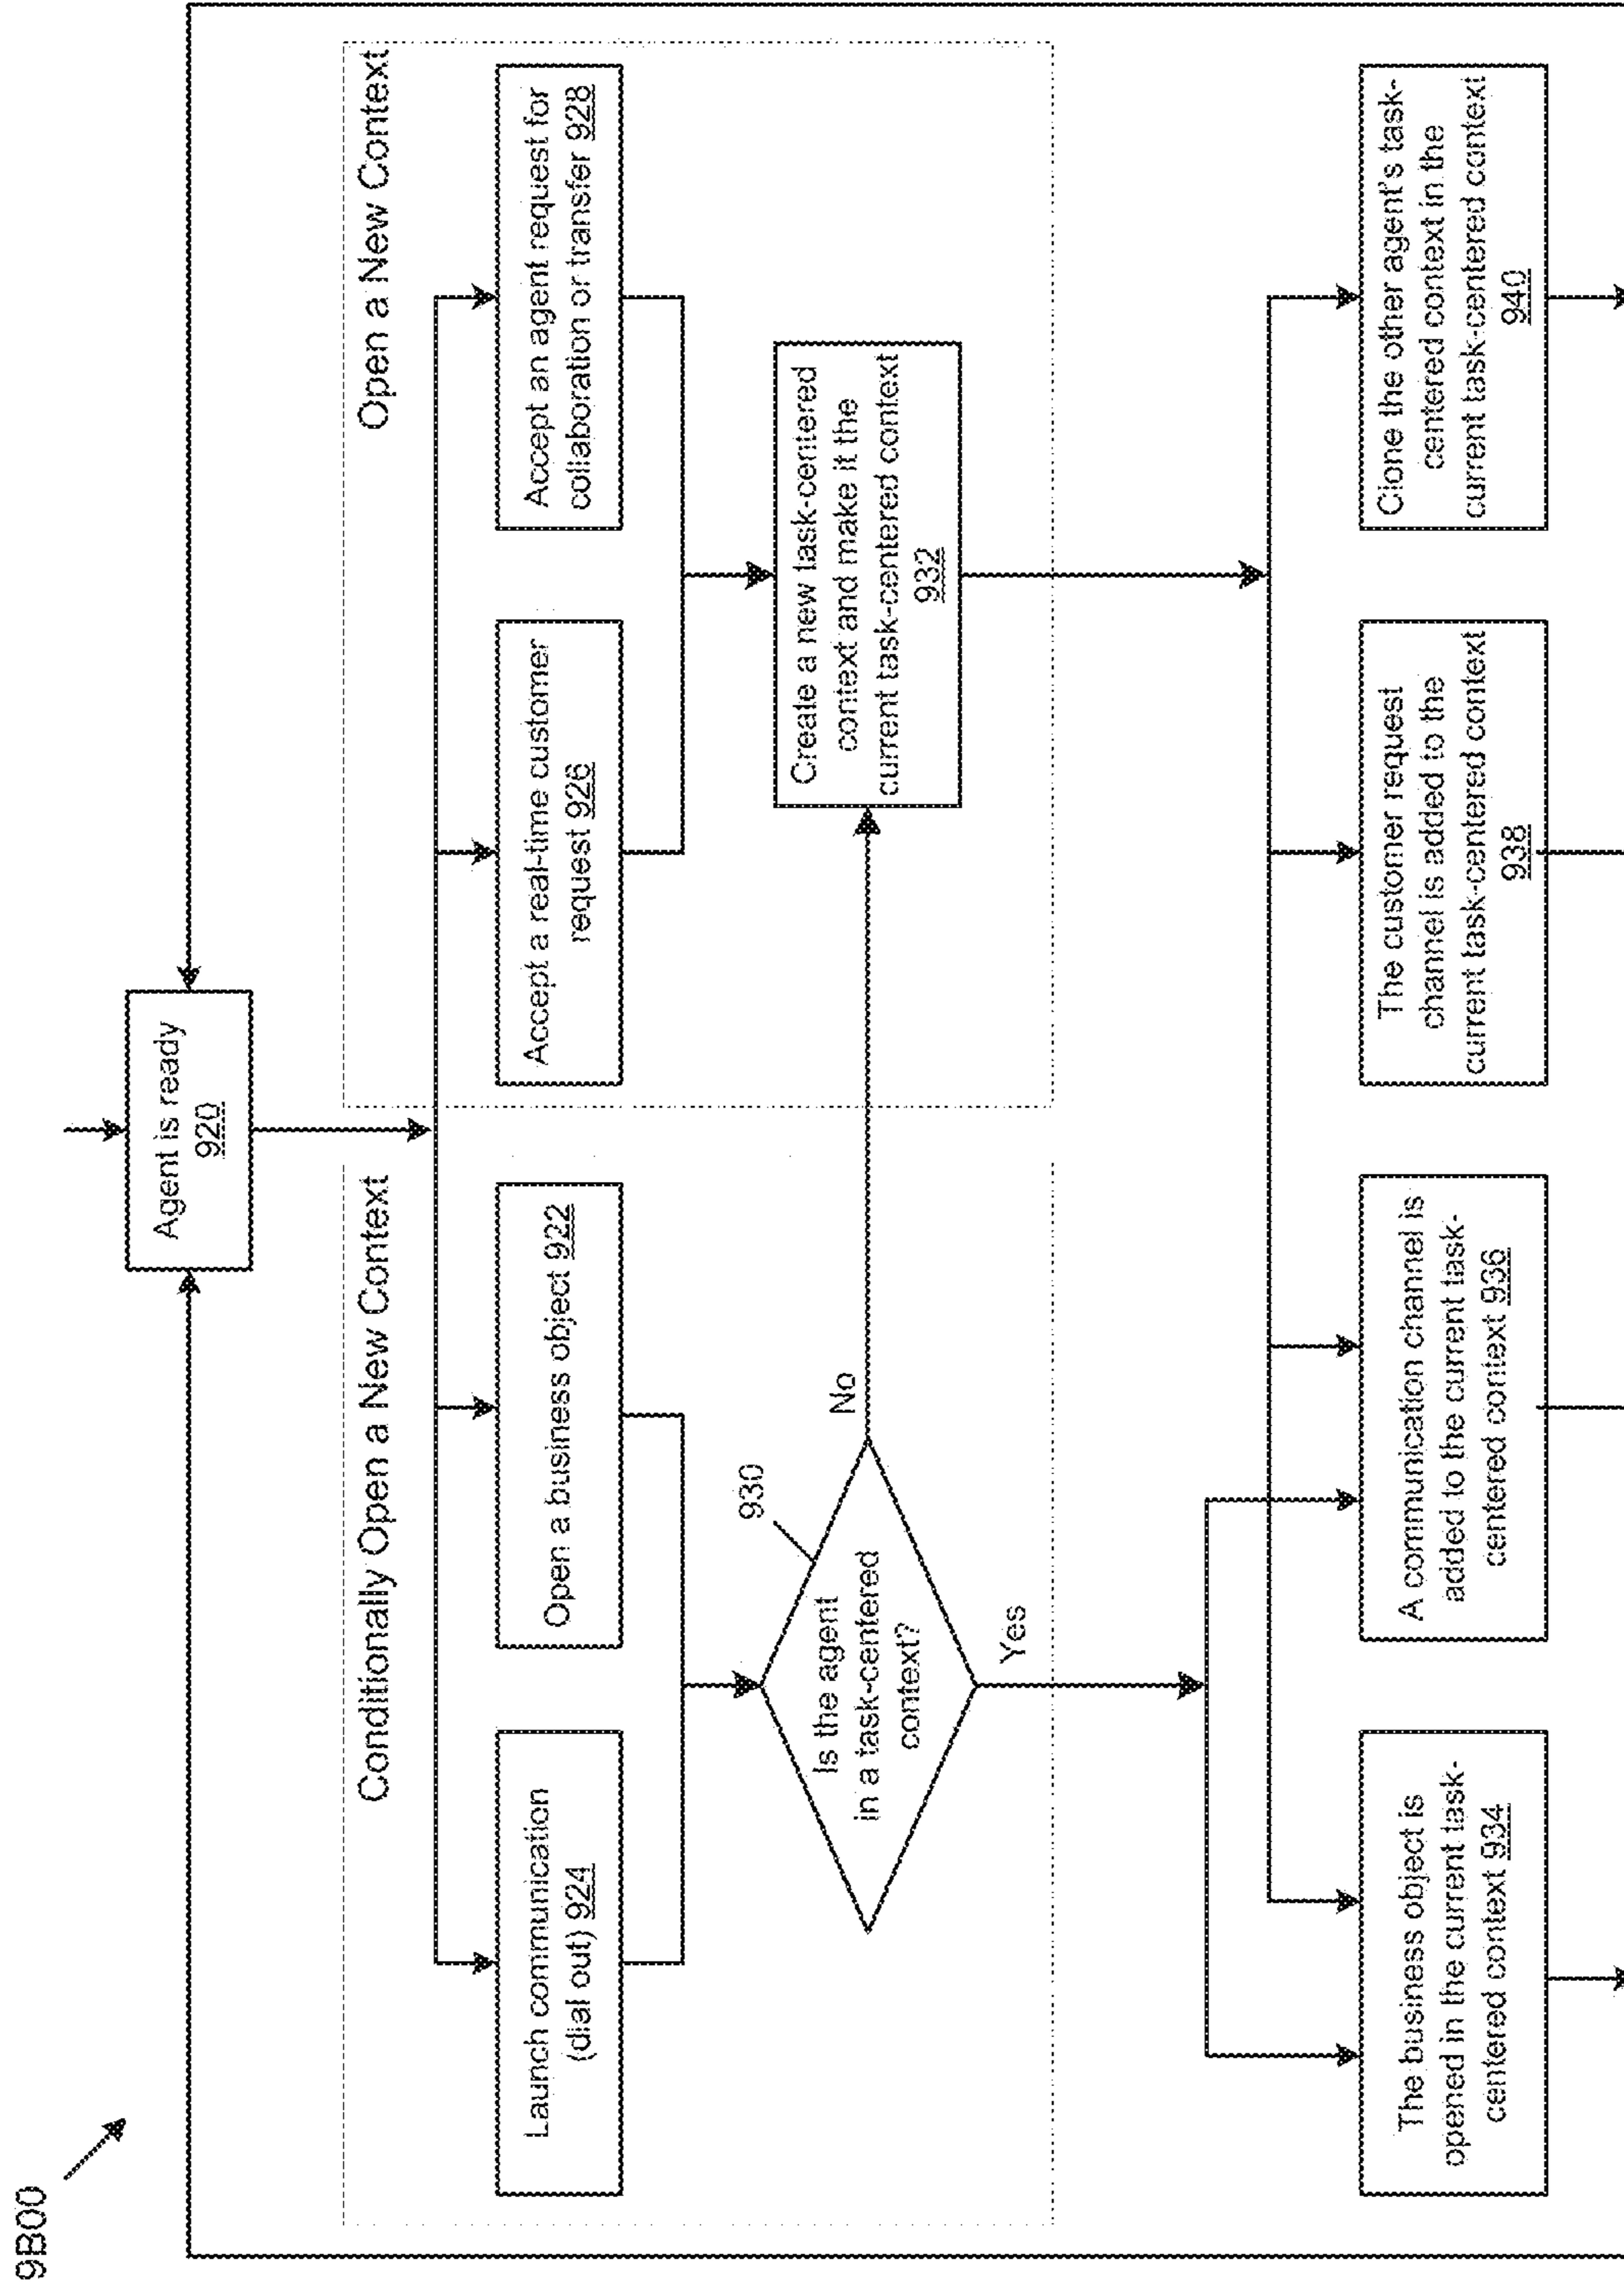 9B00
Agent is ready
920
Conditionally Open a New Context
Open a New Context
Launch communication
(dial out) 924
Open a business object 922
Accept a real-time customer
request 926
Accept an agent request for
collaboration or transfer 928
930
Is the agent
in a task-centered
context?
No
Yes
Create a new task-centered
context and make it the
current task-centered context
932
The business object is
opened in the current task-
centered context 934
A communication channel is
added to the current task-
centered context 936
The customer request
channel is added to the
current task-centered context
938
Clone the other agent's task-
centered context in the
current task-centered context
940